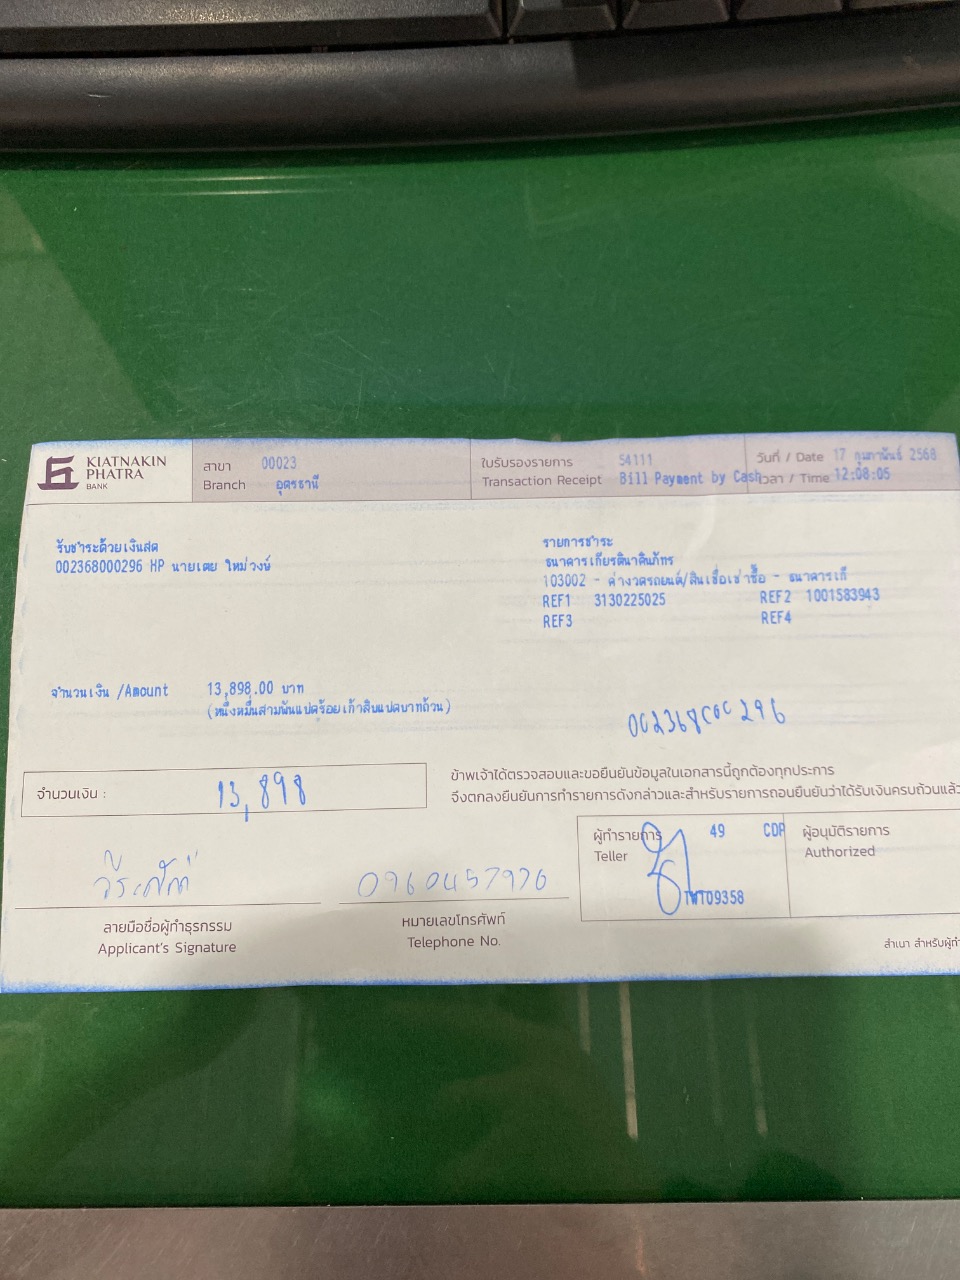 KIATNAKIN
PHATRA
BANK
สาขา 00023
Branch อุดรธานี
ใบรับรองรายการ S4111
Transaction Receipt Bill Payment by Cash
วันที่ / Date 17 กุมภาพันธ์ 2568
เวลา / Time 12:08:05
รับชำระด้วยเงินสด
002368000296 HP นายเตย ใหม่วงษ์
รายการชำระ
ธนาคารเกียรตินาคินภัทร
103002 - ค่างวดรถยนต์/สินเชื่อเช่าซื้อ - ธนาคารเกี
REF1 3130225025 REF2 1001583943
REF3 REF4
จำนวนเงิน /Amount 13,898.00 บาท
(หนึ่งหมื่นสามพันแปดร้อยเก้าสิบแปดบาทถ้วน)
002368000296
จำนวนเงิน : 13,898
ข้าพเจ้าได้ตรวจสอบและขอยืนยันข้อมูลในเอกสารนี้ถูกต้องทุกประการ
จึงตกลงยืนยันการทำรายการดังกล่าวและสำหรับรายการถอนยืนยันว่าได้รับเงินครบถ้วนแล้ว
ผู้ทำรายการ 49 CDP
Teller
TWT09358
ผู้อนุมัติรายการ
Authorized
0960457976
ลายมือชื่อผู้ทำธุรกรรม
Applicant's Signature
หมายเลขโทรศัพท์
Telephone No.
สำเนา สำหรับผู้ทำ